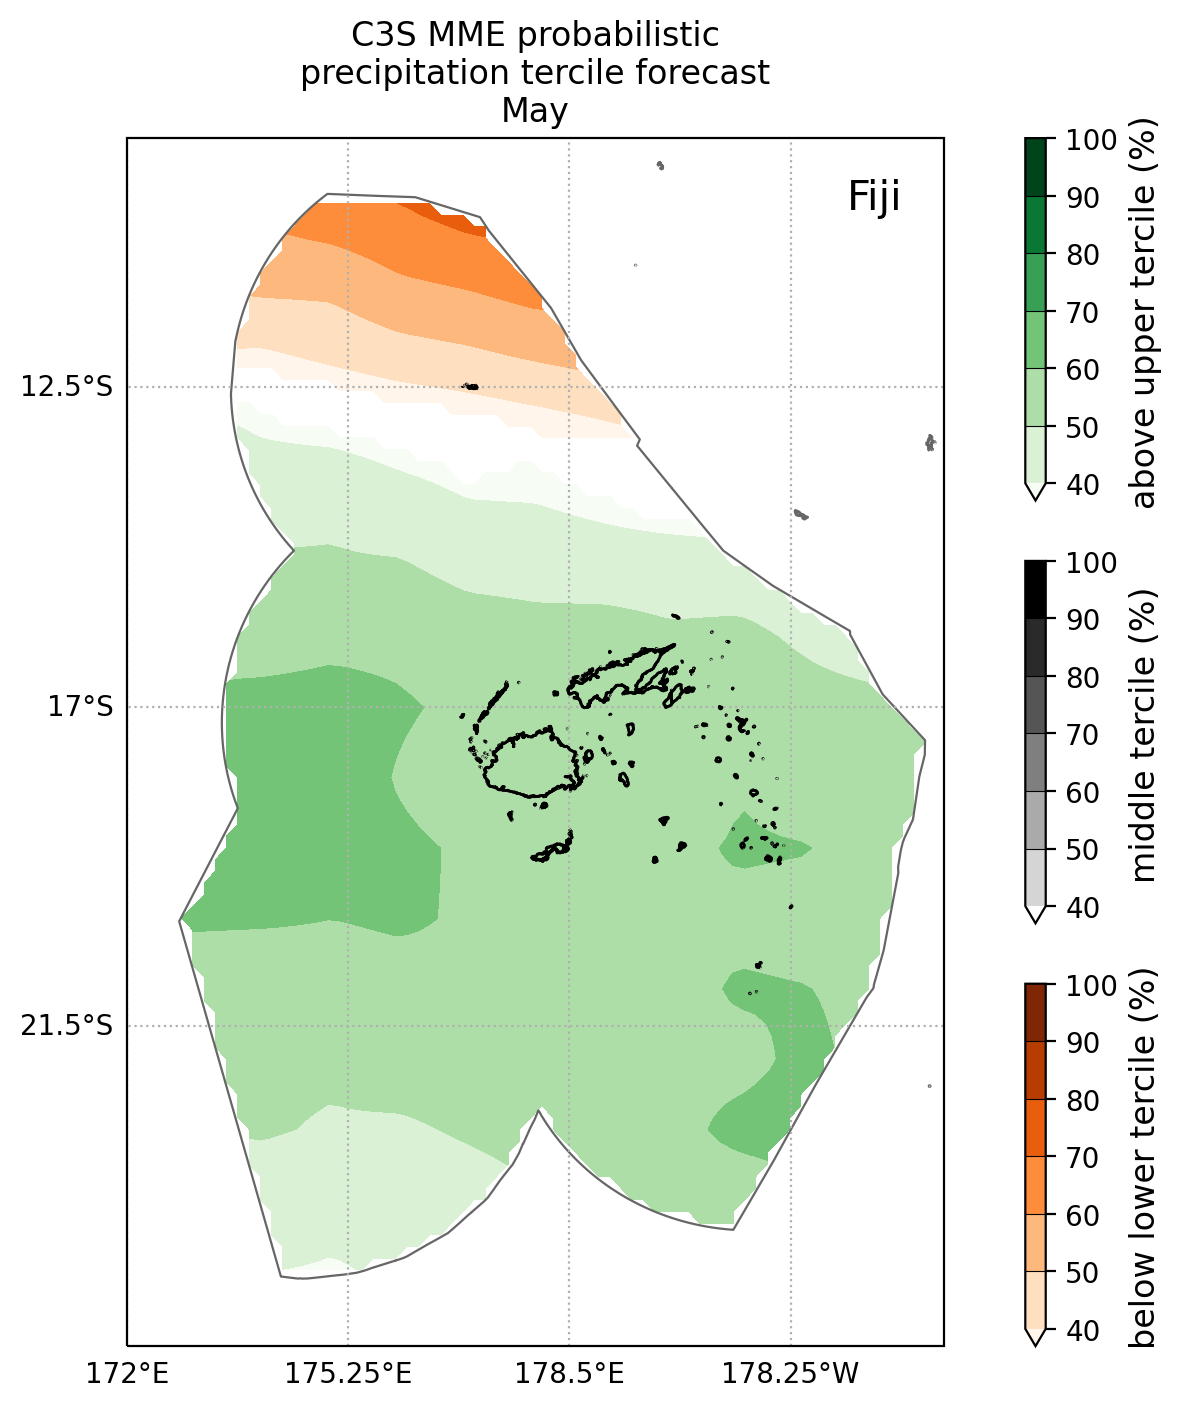 C3S MME probabilistic
precipitation tercile forecast
May
Fiji
12.5°S
17°S
21.5°S
172°E
175.25°E
178.5°E
178.25°W
100
90
80
70
60
50
40
above upper tercile (%)
100
90
80
70
60
50
40
middle tercile (%)
100
90
80
70
60
50
40
below lower tercile (%)